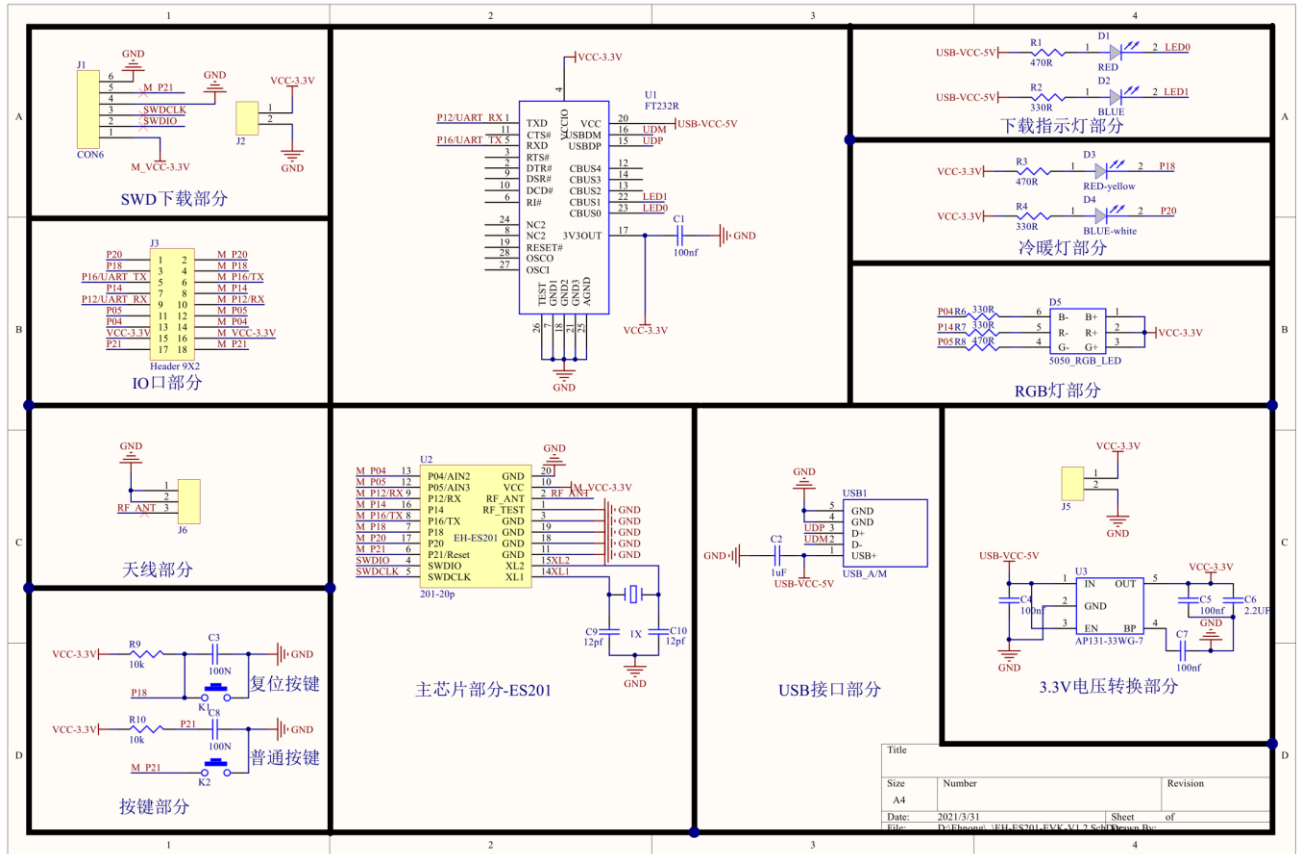 1 2 3 4
A
B
C
D
J1
GND
6
5 M_P21
4 GND
3 SWDCLK
2 SWDIO
1
CON6
M_VCC-3.3V
VCC-3.3V
1
2
J2
GND
SWD下载部分
VCC-3.3V
4
U1
FT232R
P12/UART_RX 1 TXD
11 CTS#
P16/UART_TX 5 RXD
3 RTS#
2 DTR#
9 DSR#
10 DCD#
6 RI#
24 NC2
8 NC2
19 RESET#
28 OSCO
27 OSCI
VCCIO
VCC 20 USB-VCC-5V
USBDM 16 UDM
USBDP 15 UDP
CBUS4 12
CBUS3 14
CBUS2 13
CBUS1 22 LED1
CBUS0 23 LED0
3V3OUT 17
C1
100nf
GND
VCC-3.3V
TEST GND1 GND2 GND3 AGND
26 7 18 21 25
GND
USB-VCC-5V R1 470R 1 D1 RED 2 LED0
USB-VCC-5V R2 330R 1 D2 BLUE 2 LED1
下载指示灯部分
VCC-3.3V R3 470R 1 D3 RED-yellow 2 P18
VCC-3.3V R4 330R 1 D4 BLUE-white 2 P20
冷暖灯部分
D5
P04 R6 330R 6 B- B+ 1
P14 R7 330R 5 R- R+ 2 VCC-3.3V
P05 R8 470R 4 G- G+ 3
5050_RGB_LED
RGB灯部分
J3
P20 1 2 M_P20
P18 3 4 M_P18
P16/UART_TX 5 6 M_P16/TX
P14 7 8 M_P14
P12/UART_RX 9 10 M_P12/RX
P05 11 12 M_P05
P04 13 14 M_P04
VCC-3.3V 15 16 M_VCC-3.3V
P21 17 18 M_P21
Header 9X2
IO口部分
GND
1
2
RF_ANT 3
J6
天线部分
U2
M_P04 13 P04/AIN2
M_P05 12 P05/AIN3
M_P12/RX 9 P12/RX
M_P14 16 P14
M_P16/TX 8 P16/TX
M_P18 7 P18
M_P20 17 P20
M_P21 6 P21/Reset
SWDIO 4 SWDIO
SWDCLK 5 SWDCLK
EH-ES201
GND
GND 20
VCC 10 M_VCC-3.3V
RF_ANT 2 RF_ANT
RF_TEST 1 GND
GND 3 GND
GND 19 GND
GND 18 GND
GND 11 GND
XL2 15 XL2
XL1 14 XL1
201-20p
C9
12pf
1X
C10
12pf
GND
主芯片部分-ES201
GND
USB1
5 GND
4 GND
UDP 3 D+
UDM 2 D-
1 USB+
USB_A/M
GND
C2
1uF
USB-VCC-5V
USB接口部分
VCC-3.3V
1
2
J5
GND
USB-VCC-5V
U3
1 IN OUT 5
2 GND
3 EN BP 4
AP131-33WG-7
C4
100nf
GND
VCC-3.3V
C5
100nf
C6
2.2UF
GND
C7
100nf
3.3V电压转换部分
VCC-3.3V R9 10k C3 100N GND
P18 K1
复位按键
VCC-3.3V R10 10k P21 C8 100N GND
M_P21 K2
普通按键
按键部分
Title
Size Number Revision
A4
Date: 2021/3/31 Sheet of
A
B
C
D
1 2 3 4